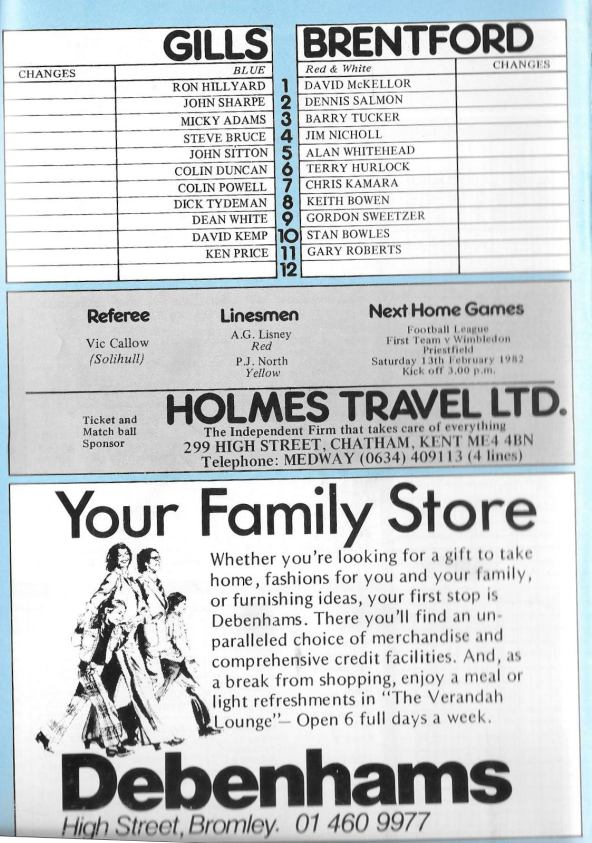 GILLS BRENTFORD
CHANGES BLUE Red & White CHANGES
RON HILLYARD 1 DAVID McKELLOR
JOHN SHARPE 2 DENNIS SALMON
MICKY ADAMS 3 BARRY TUCKER
STEVE BRUCE 4 JIM NICHOLL
JOHN SITTON 5 ALAN WHITEHEAD
COLIN DUNCAN 6 TERRY HURLOCK
COLIN POWELL 7 CHRIS KAMARA
DICK TYDEMAN 8 KEITH BOWEN
DEAN WHITE 9 GORDON SWEETZER
DAVID KEMP 10 STAN BOWLES
KEN PRICE 11 GARY ROBERTS
12
Referee
Vic Callow
(Solihull)
Linesmen
A.G. Lisney
Red
P.J. North
Yellow
Next Home Games
Football League
First Team v Wimbledon
Priestfield
Saturday 13th February 1982
Kick off 3.00 p.m.
Ticket and
Match ball
Sponsor
HOLMES TRAVEL LTD.
The Independent Firm that takes care of everything
299 HIGH STREET, CHATHAM, KENT ME4 4BN
Telephone: MEDWAY (0634) 409113 (4 lines)
Your Family Store
Whether you're looking for a gift to take
home, fashions for you and your family,
or furnishing ideas, your first stop is
Debenhams. There you'll find an un-
paralleled choice of merchandise and
comprehensive credit facilities. And, as
a break from shopping, enjoy a meal or
light refreshments in "The Verandah
Lounge"— Open 6 full days a week.
Debenhams
High Street, Bromley. 01 460 9977